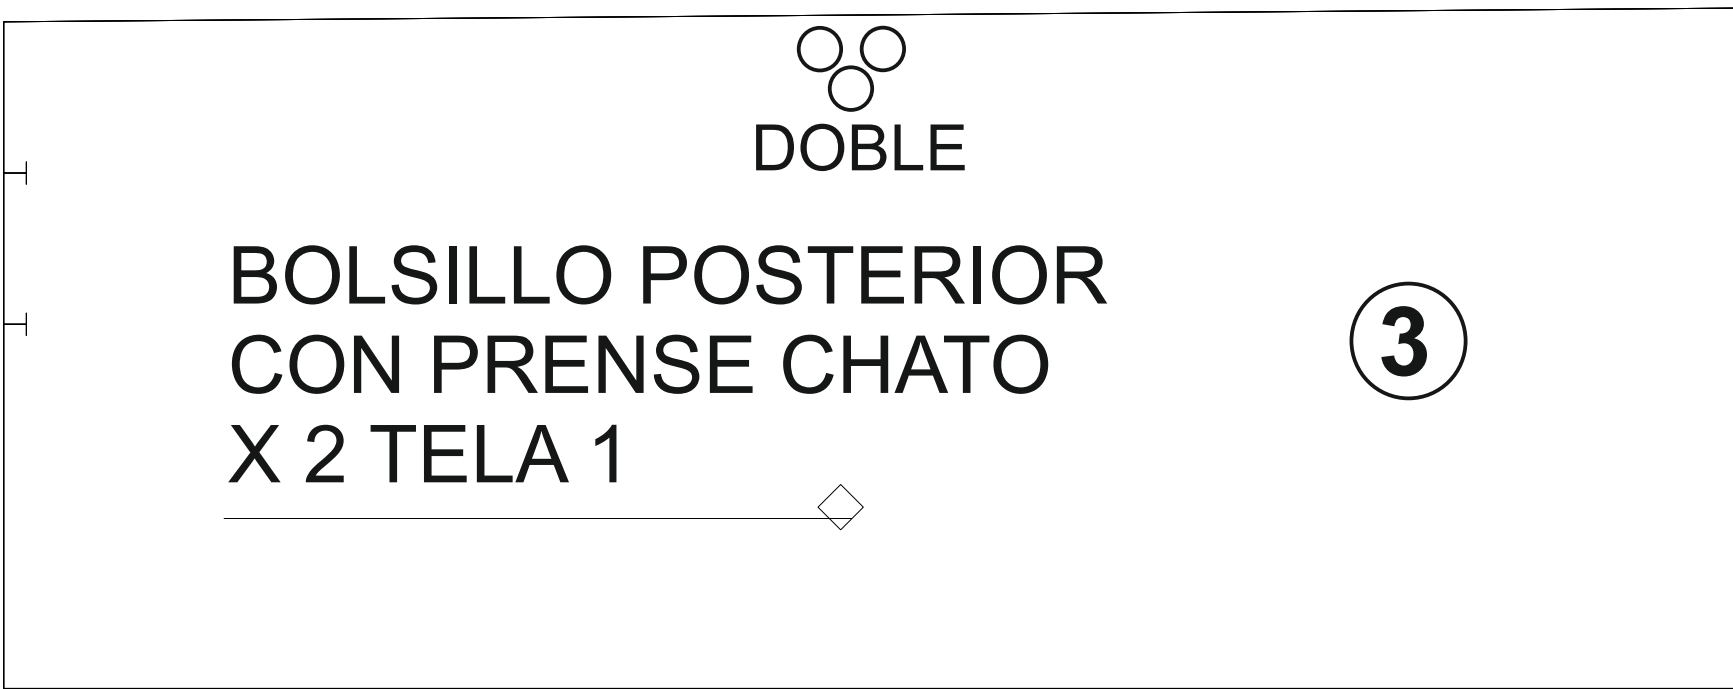 DOBLE
BOLSILLO POSTERIOR
CON PRENSE CHATO
X 2 TELA 1
3